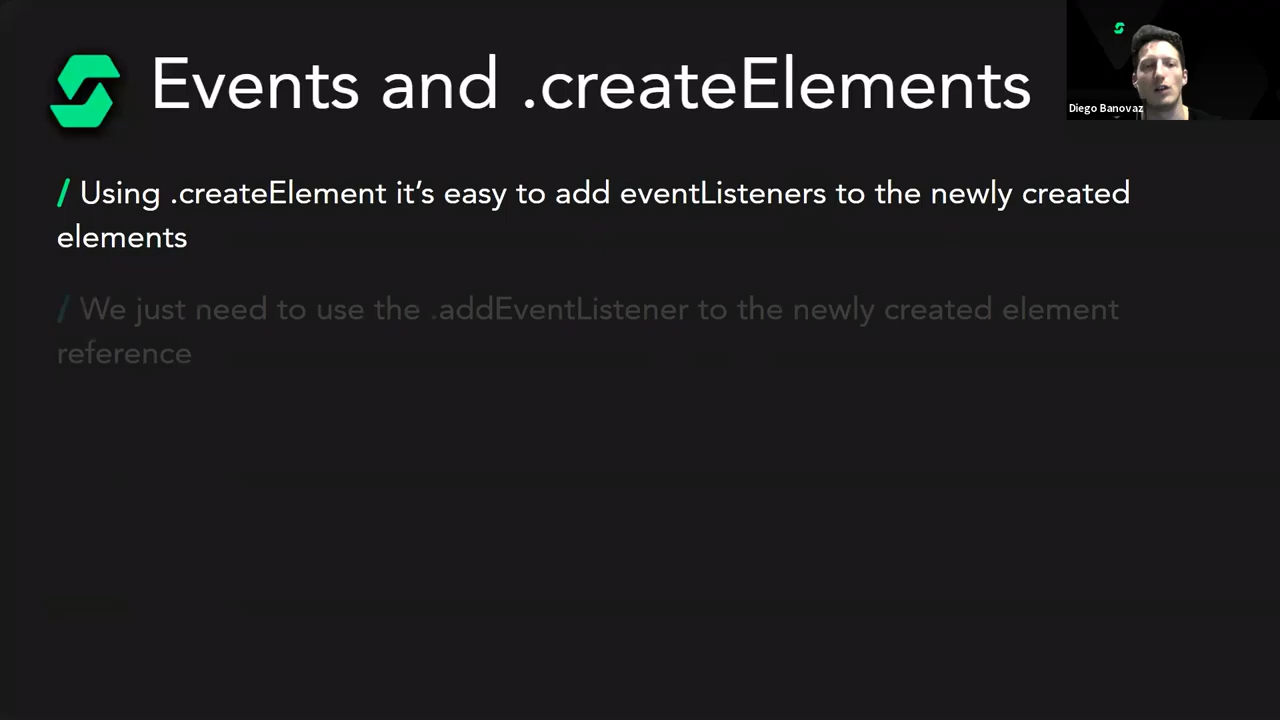 Events and .createElements
Diego Banovaz
/ Using .createElement it’s easy to add eventListeners to the newly created
elements
/ We just need to use the .addEventListener to the newly created element
reference